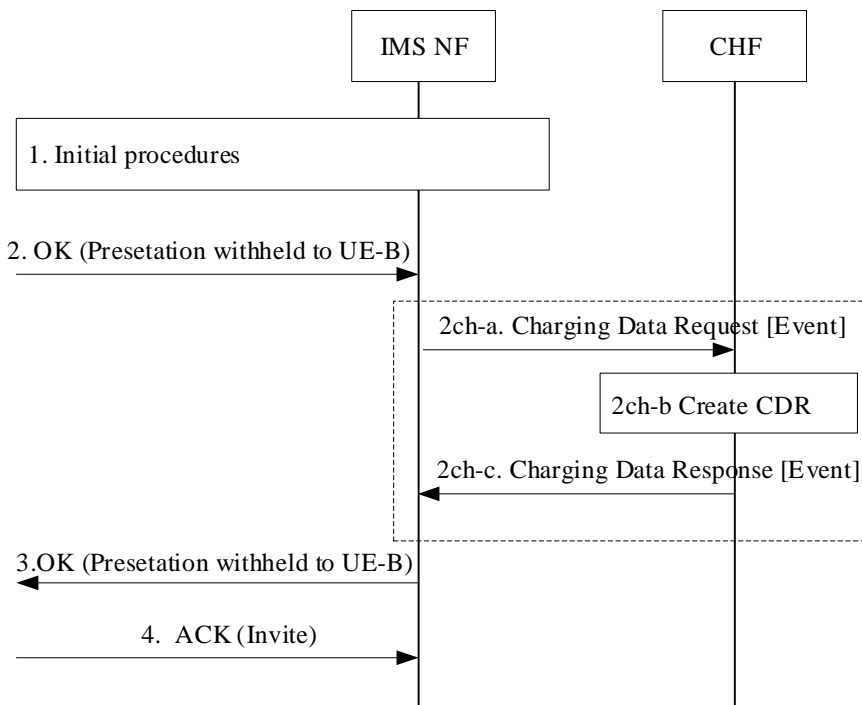 IMS NF
CHF
1. Initial procedures
2. OK (Presetation withheld to UE-B)
2ch-a. Charging Data Request [Event]
2ch-b Create CDR
2ch-c. Charging Data Response [Event]
3.OK (Presetation withheld to UE-B)
4. ACK (Invite)